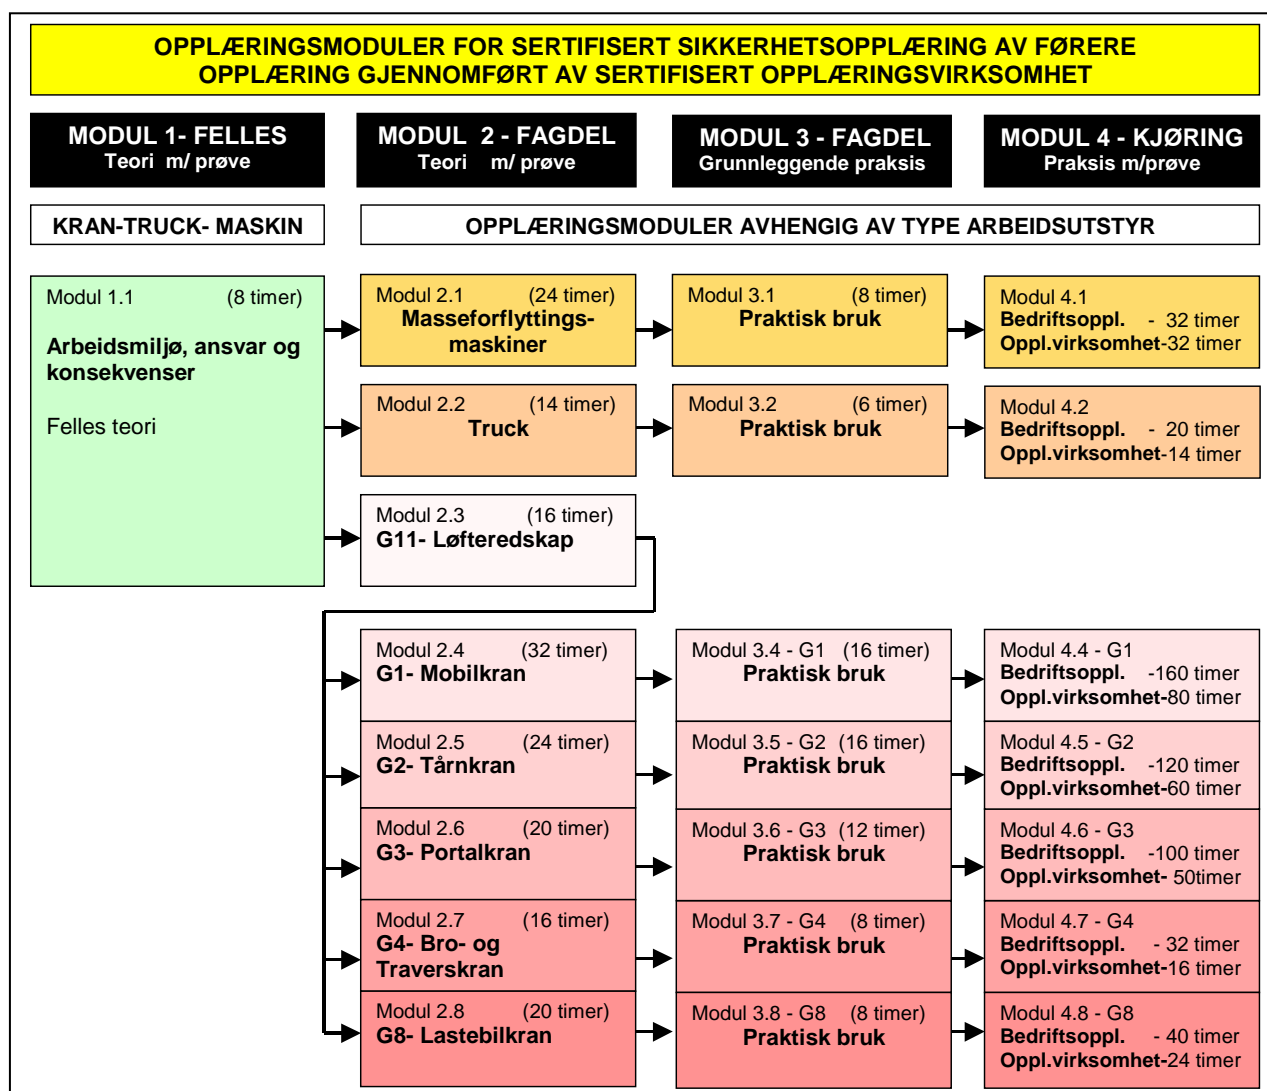 OPPLÆRINGSMODULER FOR SERTIFISERT SIKKERHETSOPPLÆRING AV FØRERE
OPPLÆRING GJENNOMFØRT AV SERTIFISERT OPPLÆRINGSVIRKSOMHET
MODUL 1- FELLES
Teori m/ prøve
MODUL 2 - FAGDEL
Teori m/ prøve
MODUL 3 - FAGDEL
Grunnleggende praksis
MODUL 4 - KJØRING
Praksis m/prøve
KRAN-TRUCK- MASKIN
OPPLÆRINGSMODULER AVHENGIG AV TYPE ARBEIDSUTSTYR
Modul 1.1 (8 timer)
Arbeidsmiljø, ansvar og
konsekvenser
Felles teori
Modul 2.1 (24 timer)
Masseforflyttings-
maskiner
Modul 3.1 (8 timer)
Praktisk bruk
Modul 4.1
Bedriftsoppl. - 32 timer
Oppl.virksomhet-32 timer
Modul 2.2 (14 timer)
Truck
Modul 3.2 (6 timer)
Praktisk bruk
Modul 4.2
Bedriftsoppl. - 20 timer
Oppl.virksomhet-14 timer
Modul 2.3 (16 timer)
G11- Løfteredskap
Modul 2.4 (32 timer)
G1- Mobilkran
Modul 3.4 - G1 (16 timer)
Praktisk bruk
Modul 4.4 - G1
Bedriftsoppl. -160 timer
Oppl.virksomhet-80 timer
Modul 2.5 (24 timer)
G2- Tårnkran
Modul 3.5 - G2 (16 timer)
Praktisk bruk
Modul 4.5 - G2
Bedriftsoppl. -120 timer
Oppl.virksomhet-60 timer
Modul 2.6 (20 timer)
G3- Portalkran
Modul 3.6 - G3 (12 timer)
Praktisk bruk
Modul 4.6 - G3
Bedriftsoppl. -100 timer
Oppl.virksomhet- 50timer
Modul 2.7 (16 timer)
G4- Bro- og
Traverskran
Modul 3.7 - G4 (8 timer)
Praktisk bruk
Modul 4.7 - G4
Bedriftsoppl. - 32 timer
Oppl.virksomhet-16 timer
Modul 2.8 (20 timer)
G8- Lastebilkran
Modul 3.8 - G8 (8 timer)
Praktisk bruk
Modul 4.8 - G8
Bedriftsoppl. - 40 timer
Oppl.virksomhet-24 timer